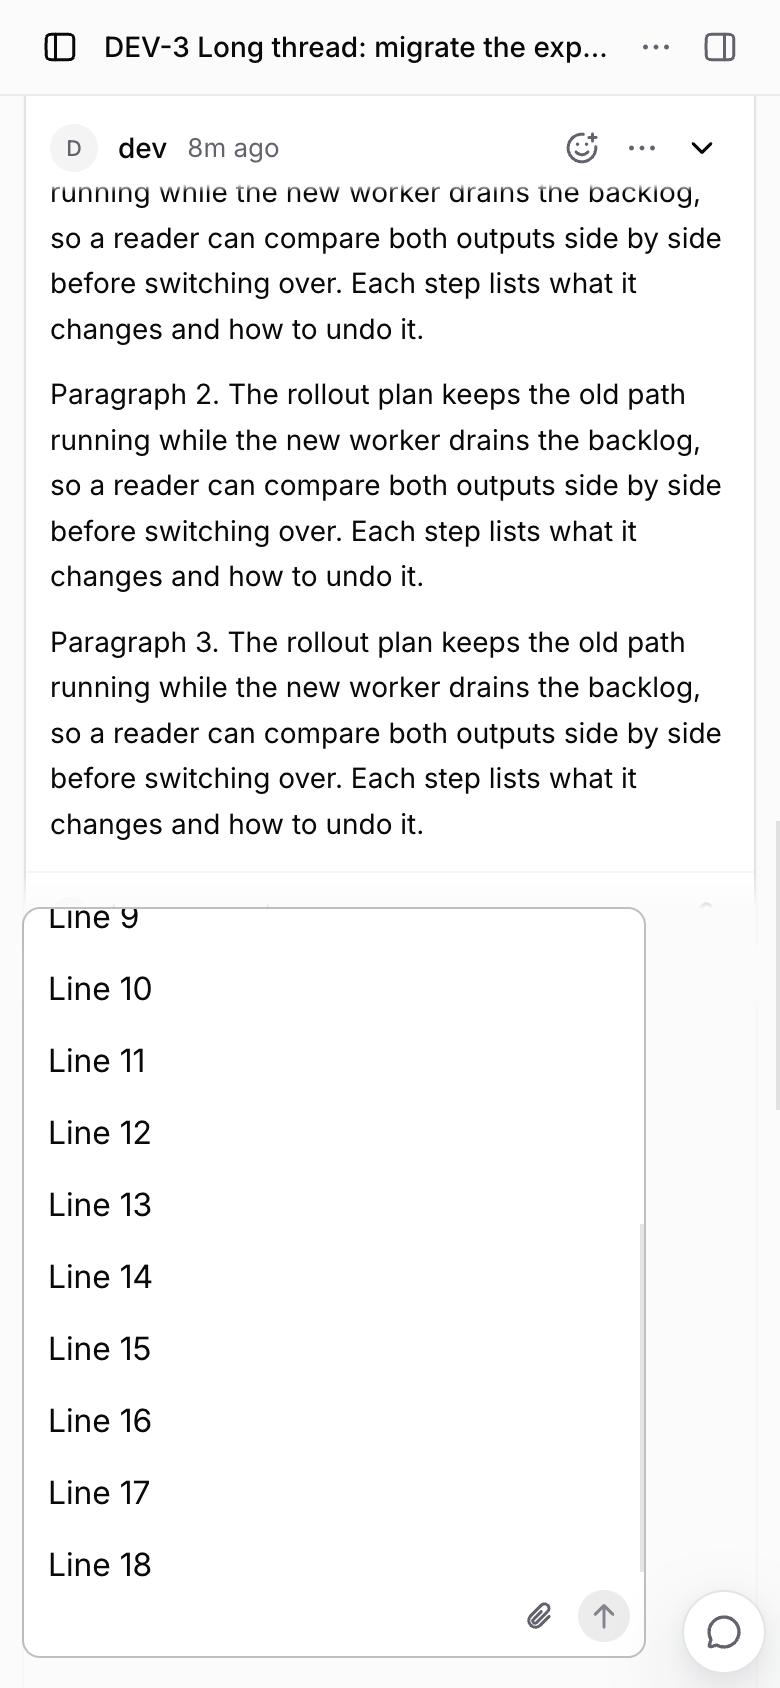 DEV-3 Long thread: migrate the exp...
D dev 8m ago
running while the new worker drains the backlog,
so a reader can compare both outputs side by side
before switching over. Each step lists what it
changes and how to undo it.
Paragraph 2. The rollout plan keeps the old path
running while the new worker drains the backlog,
so a reader can compare both outputs side by side
before switching over. Each step lists what it
changes and how to undo it.
Paragraph 3. The rollout plan keeps the old path
running while the new worker drains the backlog,
so a reader can compare both outputs side by side
before switching over. Each step lists what it
changes and how to undo it.
Line 9
Line 10
Line 11
Line 12
Line 13
Line 14
Line 15
Line 16
Line 17
Line 18